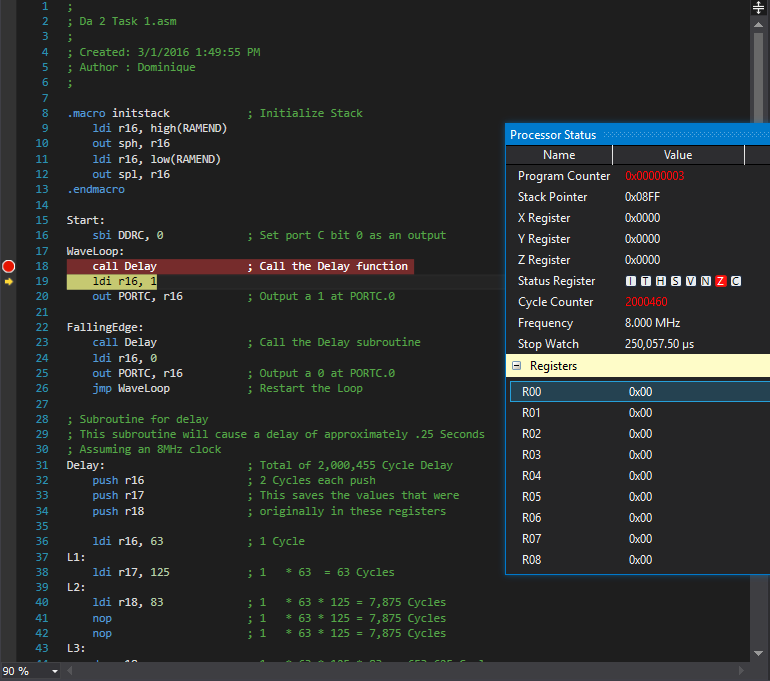 1 ;
2 ; Da 2 Task 1.asm
3 ;
4 ; Created: 3/1/2016 1:49:55 PM
5 ; Author : Dominique
6 ;
7
8 .macro initstack ; Initialize Stack
9 ldi r16, high(RAMEND)
10 out sph, r16
11 ldi r16, low(RAMEND)
12 out spl, r16
13 .endmacro
14
15 Start:
16 sbi DDRC, 0 ; Set port C bit 0 as an output
17 WaveLoop:
18 call Delay ; Call the Delay function
19 ldi r16, 1
20 out PORTC, r16 ; Output a 1 at PORTC.0
21
22 FallingEdge:
23 call Delay ; Call the Delay subroutine
24 ldi r16, 0
25 out PORTC, r16 ; Output a 0 at PORTC.0
26 jmp WaveLoop ; Restart the Loop
27
28 ; Subroutine for delay
29 ; This subroutine will cause a delay of approximately .25 Seconds
30 ; Assuming an 8MHz clock
31 Delay: ; Total of 2,000,455 Cycle Delay
32 push r16 ; 2 Cycles each push
33 push r17 ; This saves the values that were
34 push r18 ; originally in these registers
35
36 ldi r16, 63 ; 1 Cycle
37 L1:
38 ldi r17, 125 ; 1 * 63 = 63 Cycles
39 L2:
40 ldi r18, 83 ; 1 * 63 * 125 = 7,875 Cycles
41 nop ; 1 * 63 * 125 = 7,875 Cycles
42 nop ; 1 * 63 * 125 = 7,875 Cycles
43 L3:
90 %
Processor Status
Name Value
Program Counter 0x00000003
Stack Pointer 0x08FF
X Register 0x0000
Y Register 0x0000
Z Register 0x0000
Status Register I T H S V N Z C
Cycle Counter 2000460
Frequency 8.000 MHz
Stop Watch 250,057.50 µs
Registers
R00 0x00
R01 0x00
R02 0x00
R03 0x00
R04 0x00
R05 0x00
R06 0x00
R07 0x00
R08 0x00